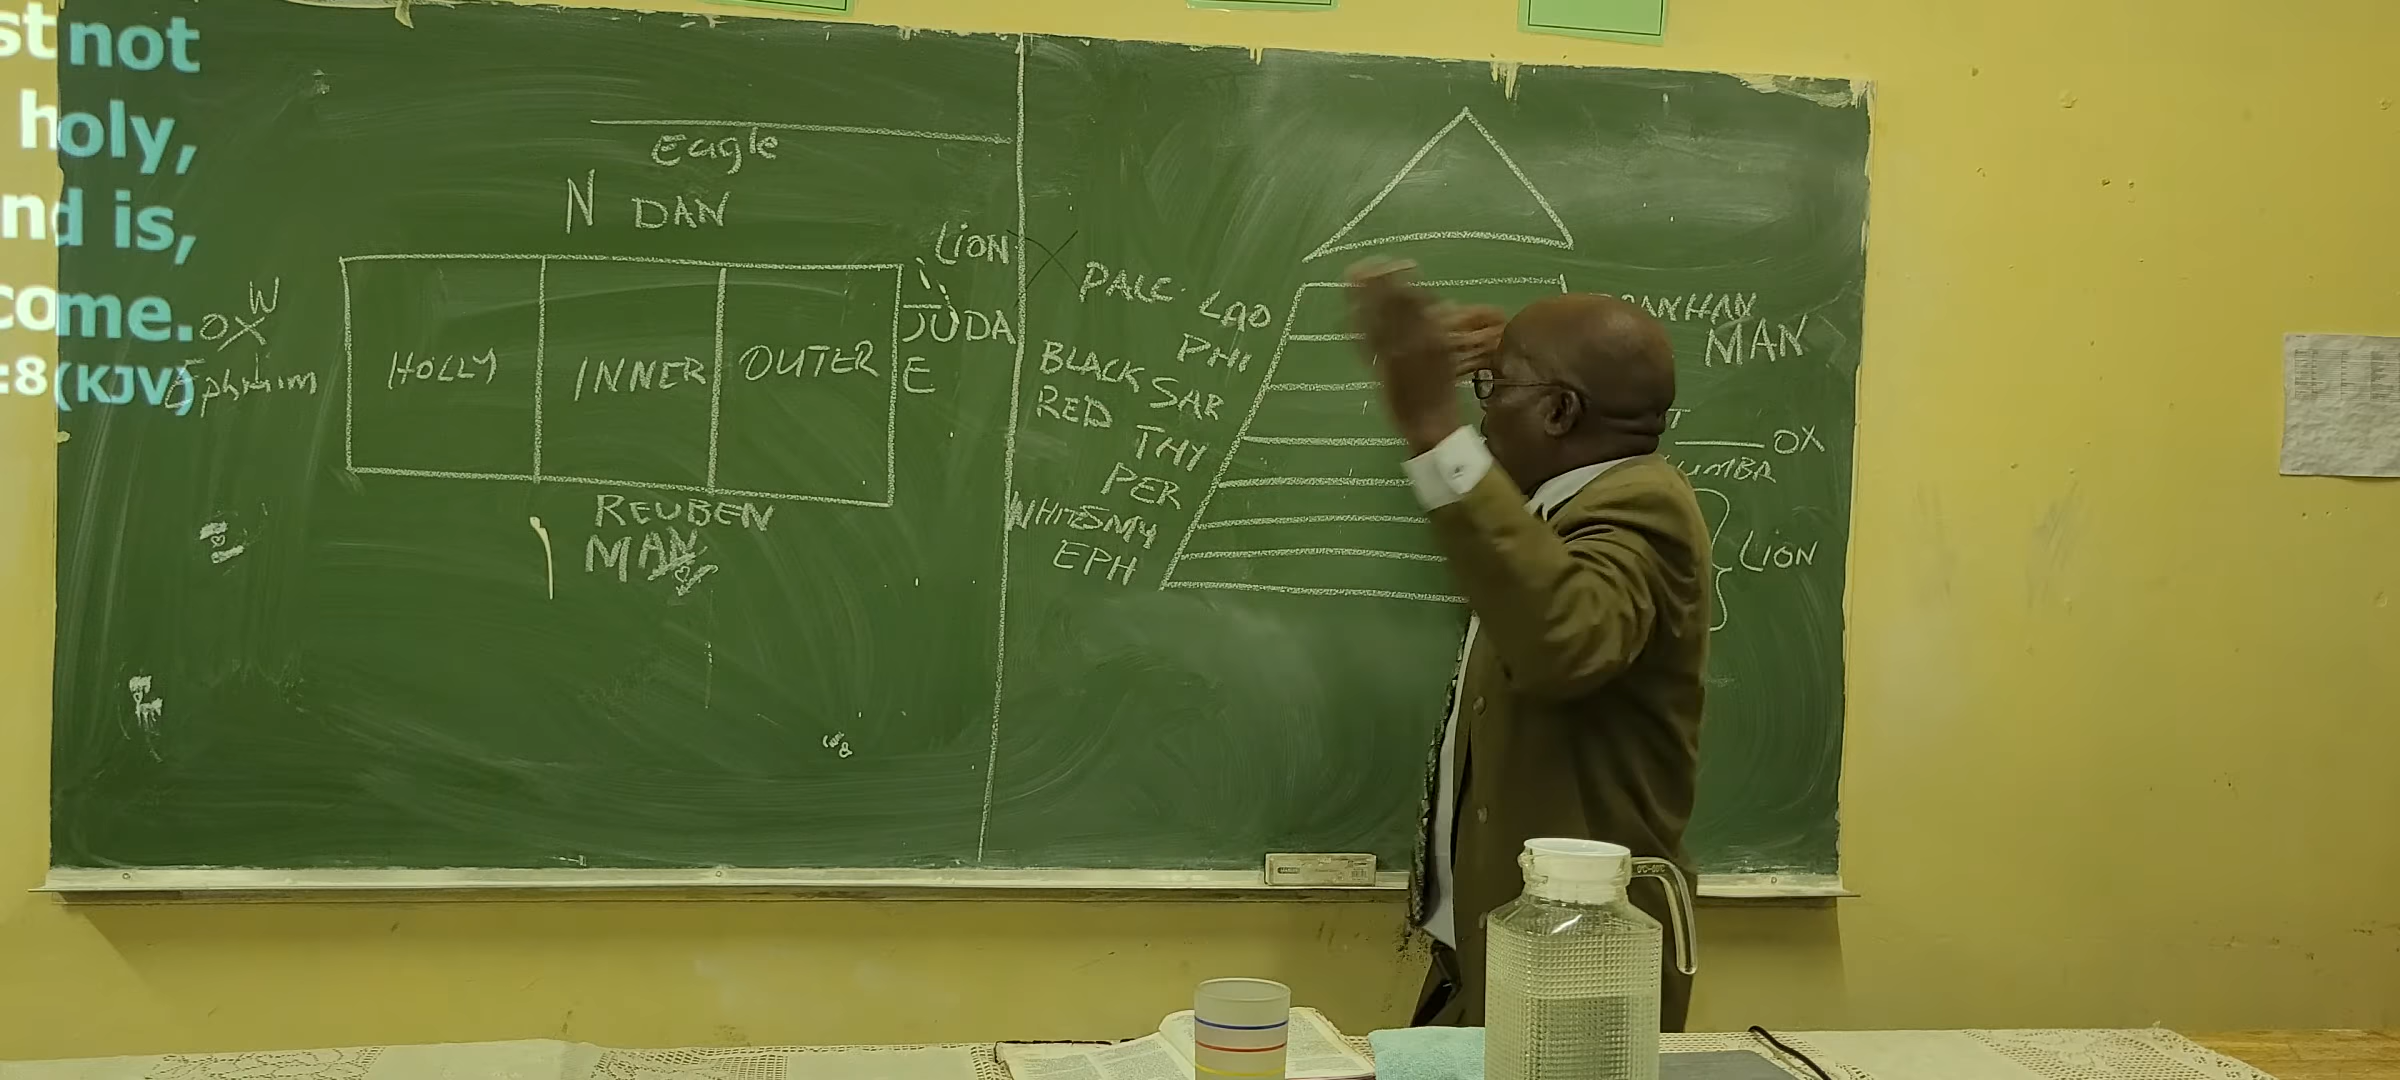 st not
holy,
nd is,
come.
:8 (KJV)
Eagle
N DAN
LION
W
OX
Ephriim
HOLLY
INNER
OUTER
JUDA
E
REUBEN
MAN
PALE LAO
PHI
BLACK SAR
RED THY
PER
WHITE SMY
EPH
MAN
OX
LION